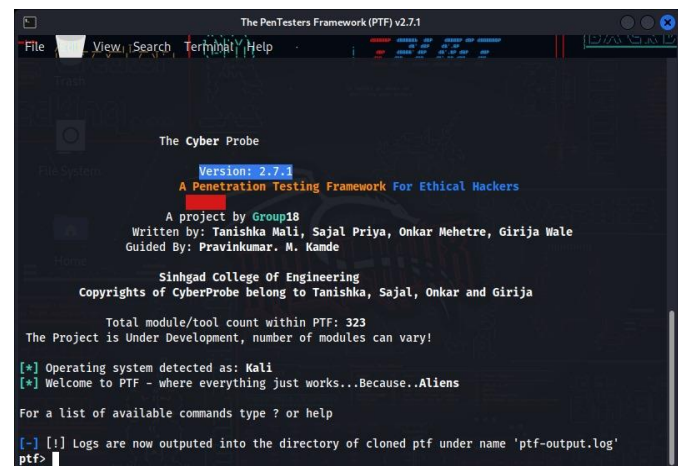 The PenTesters Framework (PTF) v2.7.1
File View Search Terminal Help
Trash
The Cyber Probe
File System
Version: 2.7.1
A Penetration Testing Framework For Ethical Hackers
A project by Group18
Written by: Tanishka Mali, Sajal Priya, Onkar Mehetre, Girija Wale
Guided By: Pravinkumar. M. Kamde
Home
Sinhgad College Of Engineering
Copyrights of CyberProbe belong to Tanishka, Sajal, Onkar and Girija
Total module/tool count within PTF: 323
The Project is Under Development, number of modules can vary!
[*] Operating system detected as: Kali
[*] Welcome to PTF - where everything just works...Because..Aliens
For a list of available commands type ? or help
[-] [!] Logs are now outputed into the directory of cloned ptf under name 'ptf-output.log'
ptf>